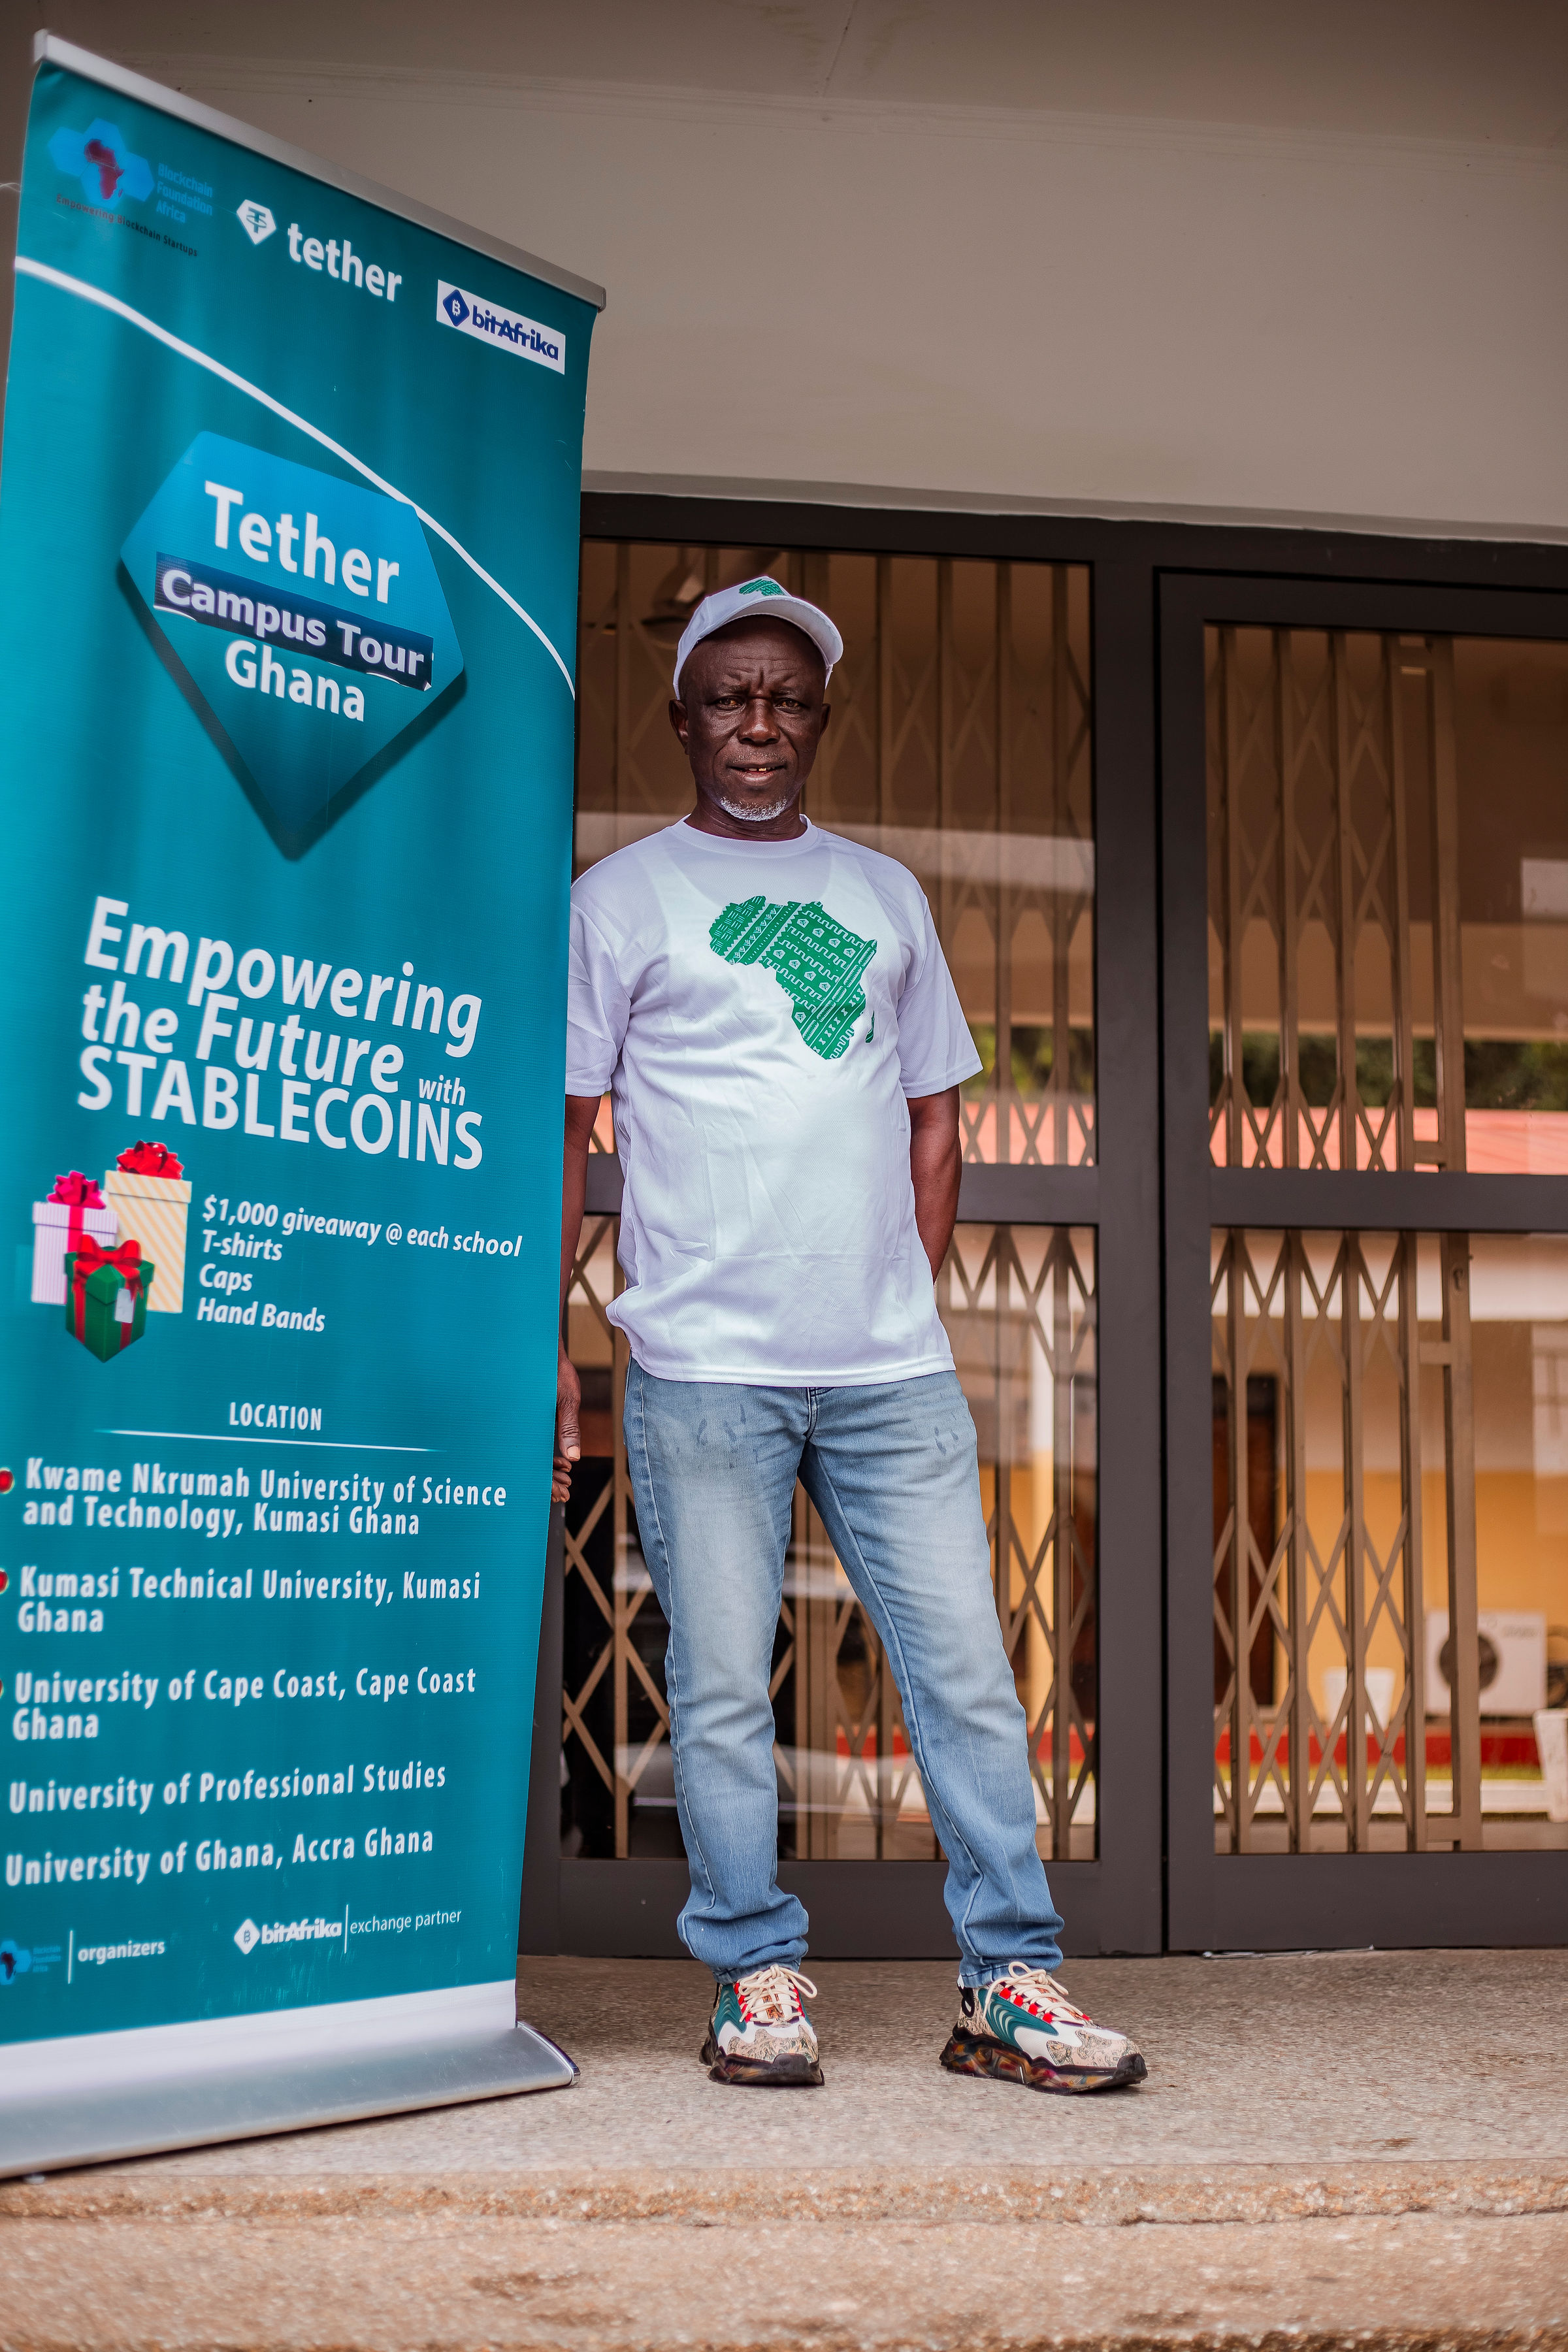 Blockchain
Foundation
Africa
Empowering Blockchain Startups
tether
bitAfrika
Tether
Campus Tour
Ghana
Empowering
the Future with
STABLECOINS
$1,000 giveaway @ each school
T-shirts
Caps
Hand Bands
LOCATION
Kwame Nkrumah University of Science
and Technology, Kumasi Ghana
Kumasi Technical University, Kumasi
Ghana
University of Cape Coast, Cape Coast
Ghana
University of Professional Studies
University of Ghana, Accra Ghana
organizers
bitAfrika exchange partner